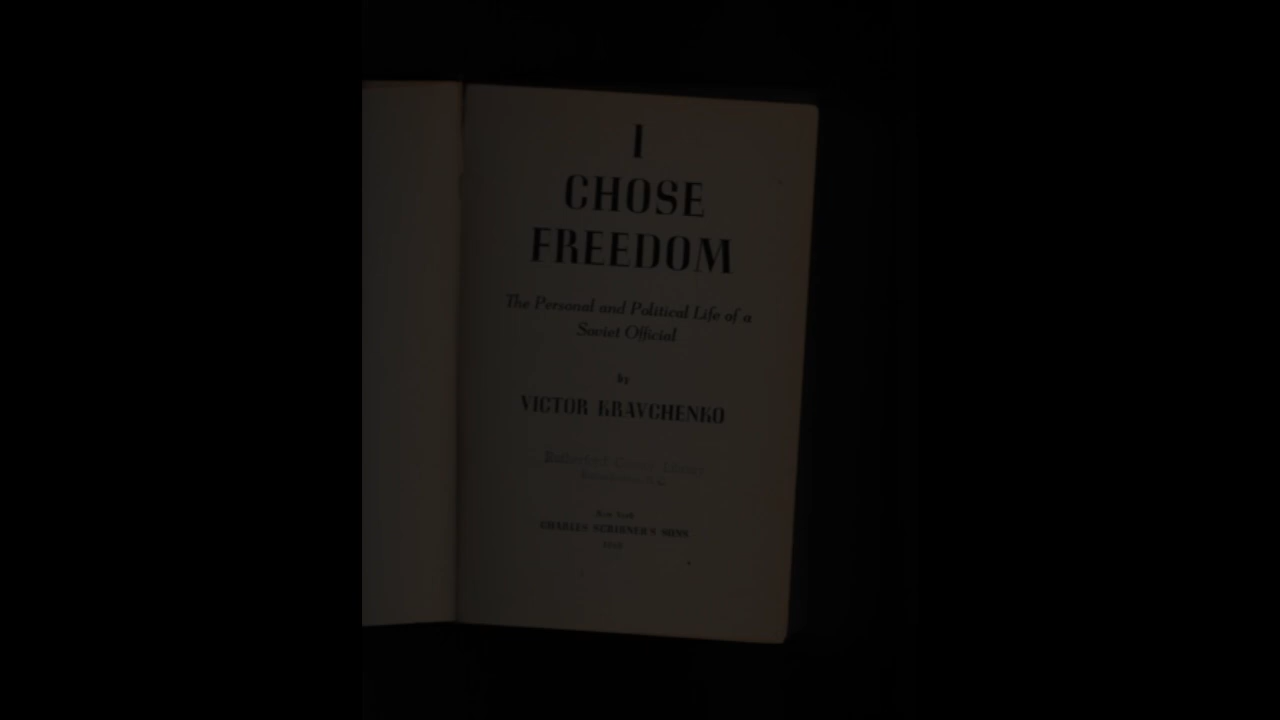 I
CHOSE
FREEDOM
The Personal and Political Life of a
Soviet Official
by
VICTOR KRAVCHENKO
New York
CHARLES SCRIBNER'S SONS